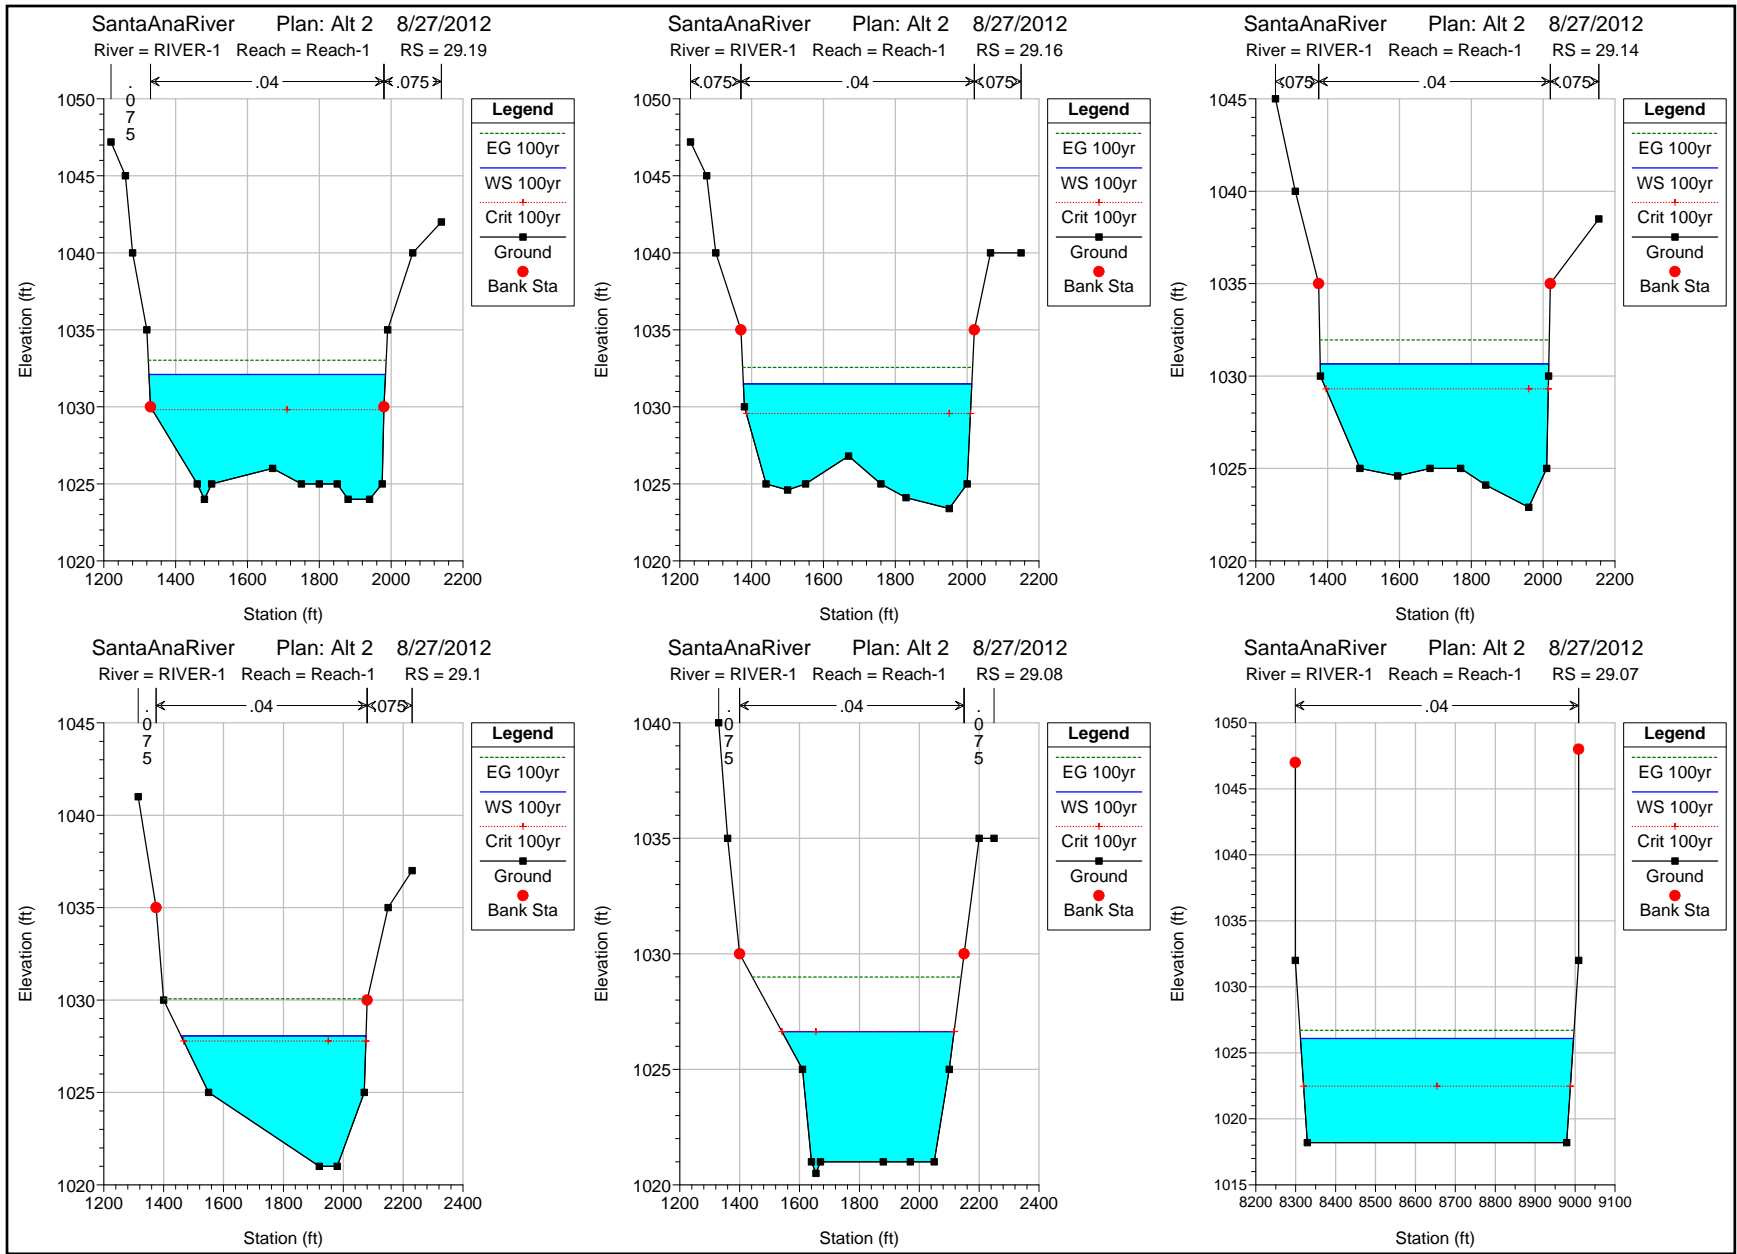 SantaAnaRiver Plan: Alt 2 8/27/2012
River = RIVER-1 Reach = Reach-1 RS = 29.19
.075 .04 .075
Legend
EG 100yr
WS 100yr
Crit 100yr
Ground
Bank Sta
1050
1045
1040
1035
1030
1025
1020
Elevation (ft)
1200 1400 1600 1800 2000 2200
Station (ft)
SantaAnaRiver Plan: Alt 2 8/27/2012
River = RIVER-1 Reach = Reach-1 RS = 29.16
.075 .04 .075
Legend
EG 100yr
WS 100yr
Crit 100yr
Ground
Bank Sta
1050
1045
1040
1035
1030
1025
1020
Elevation (ft)
1200 1400 1600 1800 2000 2200
Station (ft)
SantaAnaRiver Plan: Alt 2 8/27/2012
River = RIVER-1 Reach = Reach-1 RS = 29.14
.075 .04 .075
Legend
EG 100yr
WS 100yr
Crit 100yr
Ground
Bank Sta
1045
1040
1035
1030
1025
1020
Elevation (ft)
1200 1400 1600 1800 2000 2200
Station (ft)
SantaAnaRiver Plan: Alt 2 8/27/2012
River = RIVER-1 Reach = Reach-1 RS = 29.1
.075 .04 .075
Legend
EG 100yr
WS 100yr
Crit 100yr
Ground
Bank Sta
1045
1040
1035
1030
1025
1020
Elevation (ft)
1200 1400 1600 1800 2000 2200 2400
Station (ft)
SantaAnaRiver Plan: Alt 2 8/27/2012
River = RIVER-1 Reach = Reach-1 RS = 29.08
.075 .04 .075
Legend
EG 100yr
WS 100yr
Crit 100yr
Ground
Bank Sta
1040
1035
1030
1025
1020
Elevation (ft)
1200 1400 1600 1800 2000 2200 2400
Station (ft)
SantaAnaRiver Plan: Alt 2 8/27/2012
River = RIVER-1 Reach = Reach-1 RS = 29.07
.04
Legend
EG 100yr
WS 100yr
Crit 100yr
Ground
Bank Sta
1050
1045
1040
1035
1030
1025
1020
1015
Elevation (ft)
8200 8300 8400 8500 8600 8700 8800 8900 9000 9100
Station (ft)